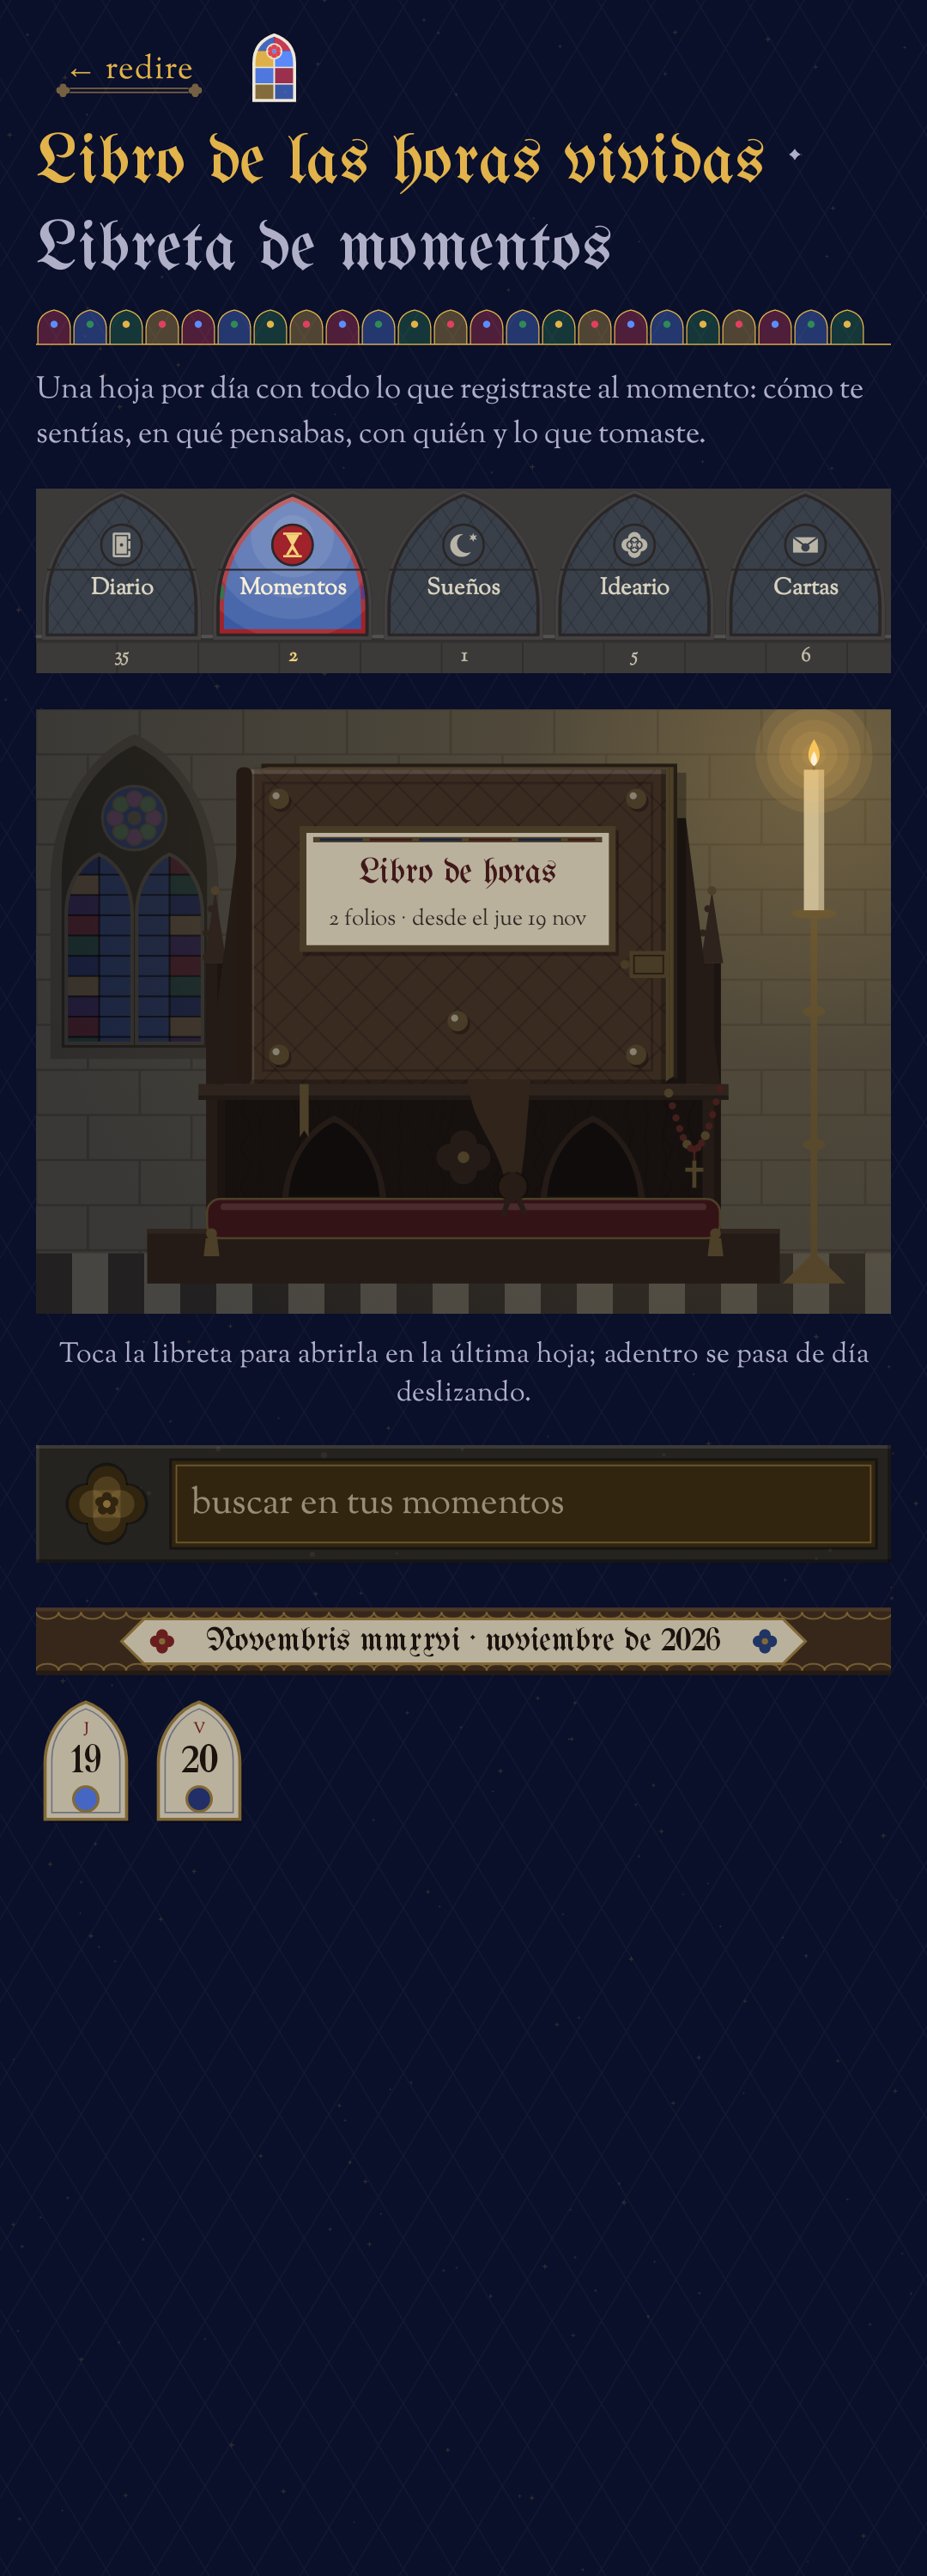 ← redire
Libro de las horas vividas ✦
Libreta de momentos
Una hoja por día con todo lo que registraste al momento: cómo te
sentías, en qué pensabas, con quién y lo que tomaste.
Diario Momentos Sueños Ideario Cartas
35 2 1 5 6
Libro de horas
2 folios · desde el jue 19 nov
Toca la libreta para abrirla en la última hoja; adentro se pasa de día
deslizando.
buscar en tus momentos
Novembris mmxxvi · noviembre de 2026
J V
19 20